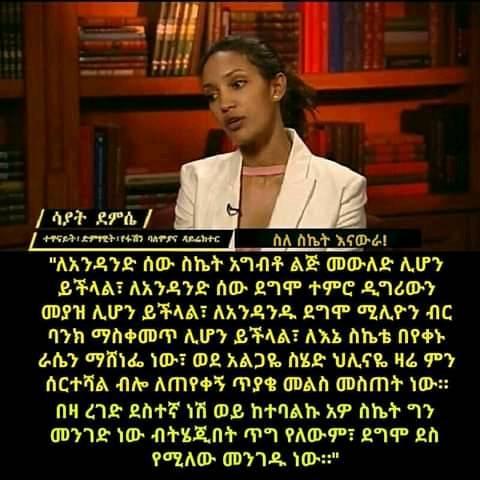 ሳያት ደምሴ
ተዋናይት፣ ድምፃዊት፣ የፋሽን ባለሞያና ዳይሬክተር
ስለ ስኬት እናውራ!
"ለአንዳንድ ሰው ስኬት አግብቶ ልጅ መውለድ ሊሆን
ይችላል፣ ለአንዳንድ ሰው ደግሞ ተምሮ ዲግሪውን
መያዝ ሊሆን ይችላል፣ ለአንዳንዱ ደግሞ ሚሊዮን ብር
ባንክ ማስቀመጥ ሊሆን ይችላል፣ ለእኔ ስኬቴ በየቀኑ
ራሴን ማሸነፌ ነው፣ ወደ አልጋዬ ስሄድ ህሊናዬ ዛሬ ምን
ሰርተሻል ብሎ ለጠየቀኝ ጥያቄ መልስ መስጠት ነው።
በዛ ረገድ ደስተኛ ነሽ ወይ ከተባልኩ አዎ ስኬት ግን
መንገድ ነው ብትሄጂበት ጥግ የለውም፣ ደግሞ ደስ
የሚለው መንገዱ ነው።"